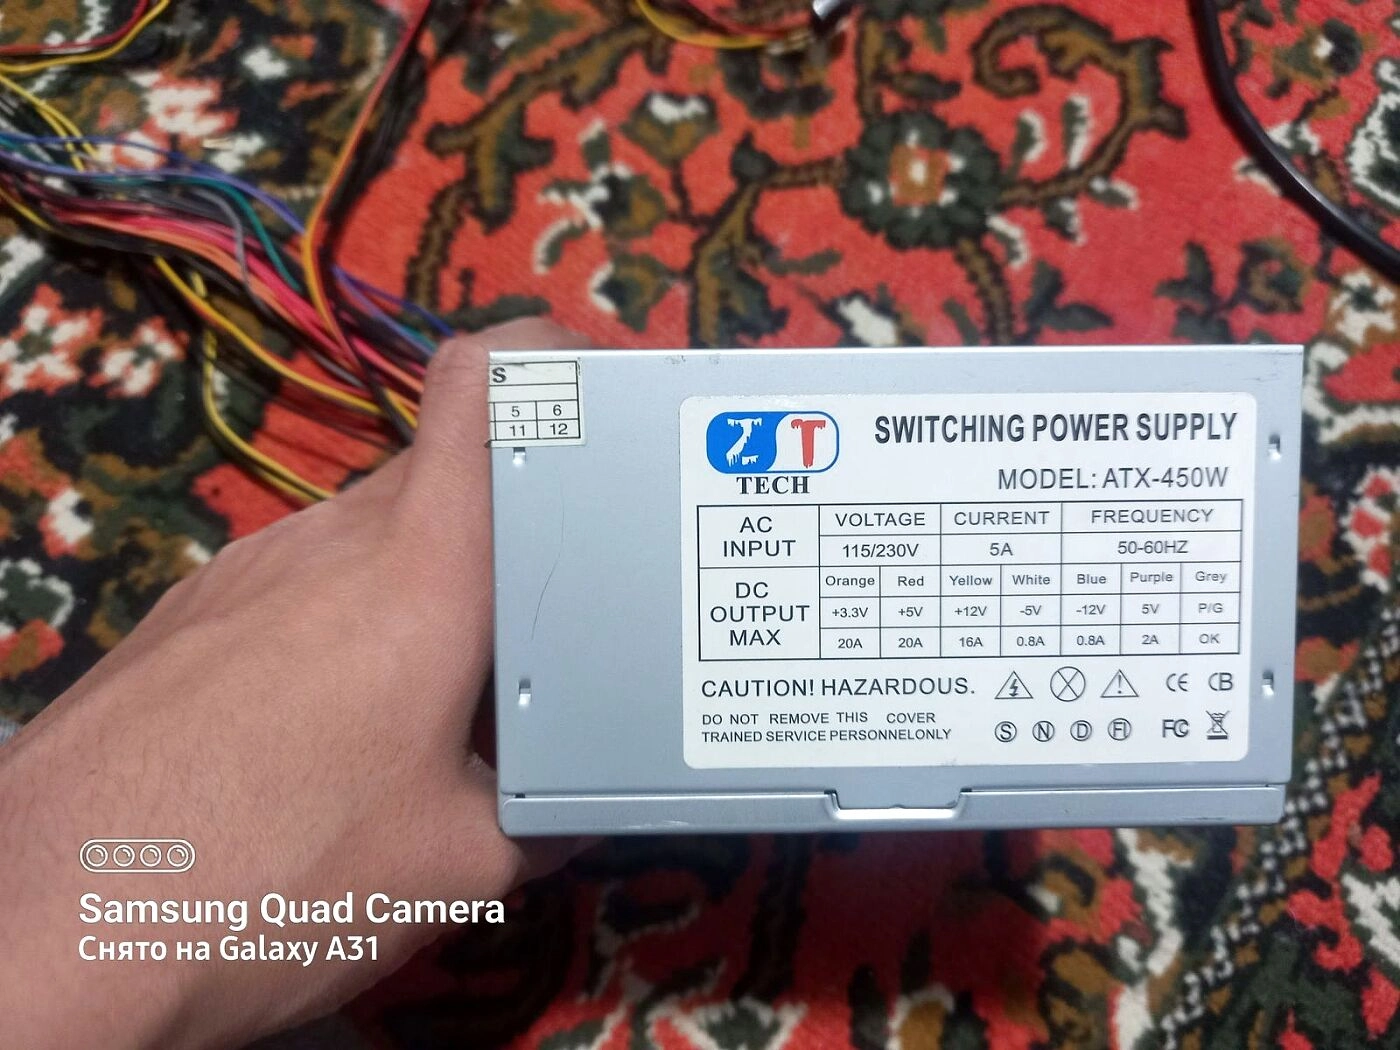 S
5 6
11 12
ZT
TECH
SWITCHING POWER SUPPLY
MODEL: ATX-450W
AC INPUT
VOLTAGE CURRENT FREQUENCY
115/230V 5A 50-60HZ
DC OUTPUT MAX
Orange Red Yellow White Blue Purple Grey
+3.3V +5V +12V -5V -12V 5V P/G
20A 20A 16A 0.8A 0.8A 2A OK
CAUTION! HAZARDOUS.
CE CB
DO NOT REMOVE THIS COVER
TRAINED SERVICE PERSONNELONLY
S N D FI FC
Samsung Quad Camera
Снято на Galaxy A31